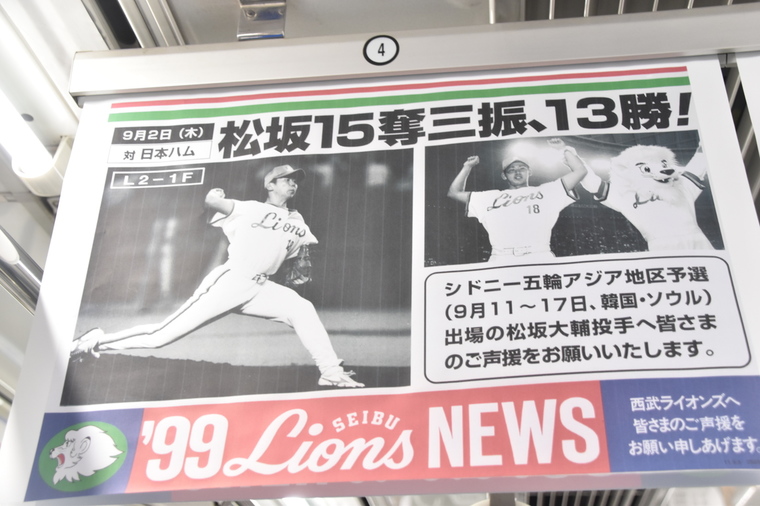 4
9月2日(木)
対 日本ハム
松坂15奪三振、13勝!
L2-1F
Lions
Lions
18
シドニー五輪アジア地区予選
(9月11~17日、韓国・ソウル)
出場の松坂大輔投手へ皆さま
のご声援をお願いいたします。
'99 SEIBU Lions NEWS
西武ライオンズへ
皆さまのご声援を
お願い申しあげます。